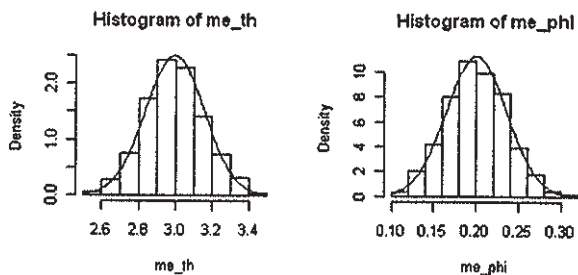 Histogram of me_th
Density
0.0 1.0 2.0
2.6 2.8 3.0 3.2 3.4
me_th
Histogram of me_phi
Density
0 2 4 6 8 10
0.10 0.15 0.20 0.25 0.30
me_phi